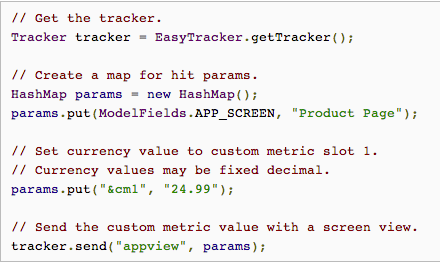 // Get the tracker.
Tracker tracker = EasyTracker.getTracker();

// Create a map for hit params.
HashMap params = new HashMap();
params.put(ModelFields.APP_SCREEN, "Product Page");

// Set currency value to custom metric slot 1.
// Currency values may be fixed decimal.
params.put("&cm1", "24.99");

// Send the custom metric value with a screen view.
tracker.send("appview", params);